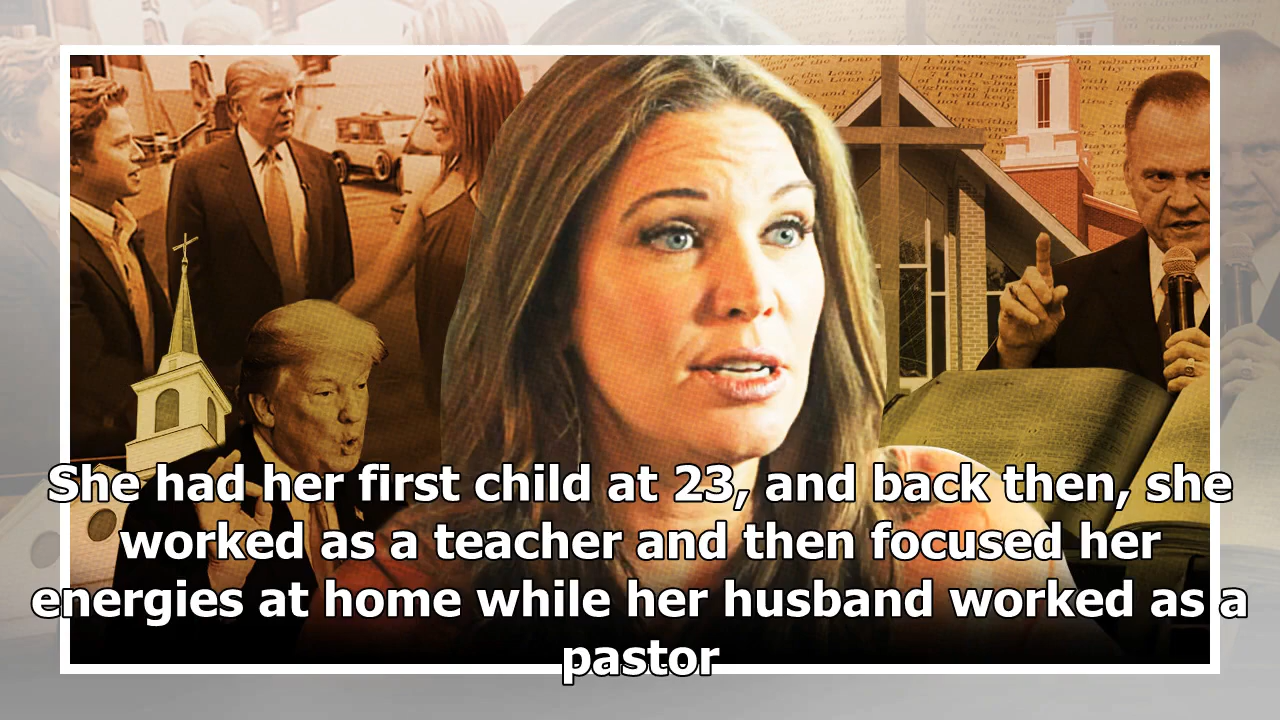 She had her first child at 23, and back then, she
worked as a teacher and then focused her
energies at home while her husband worked as a
pastor